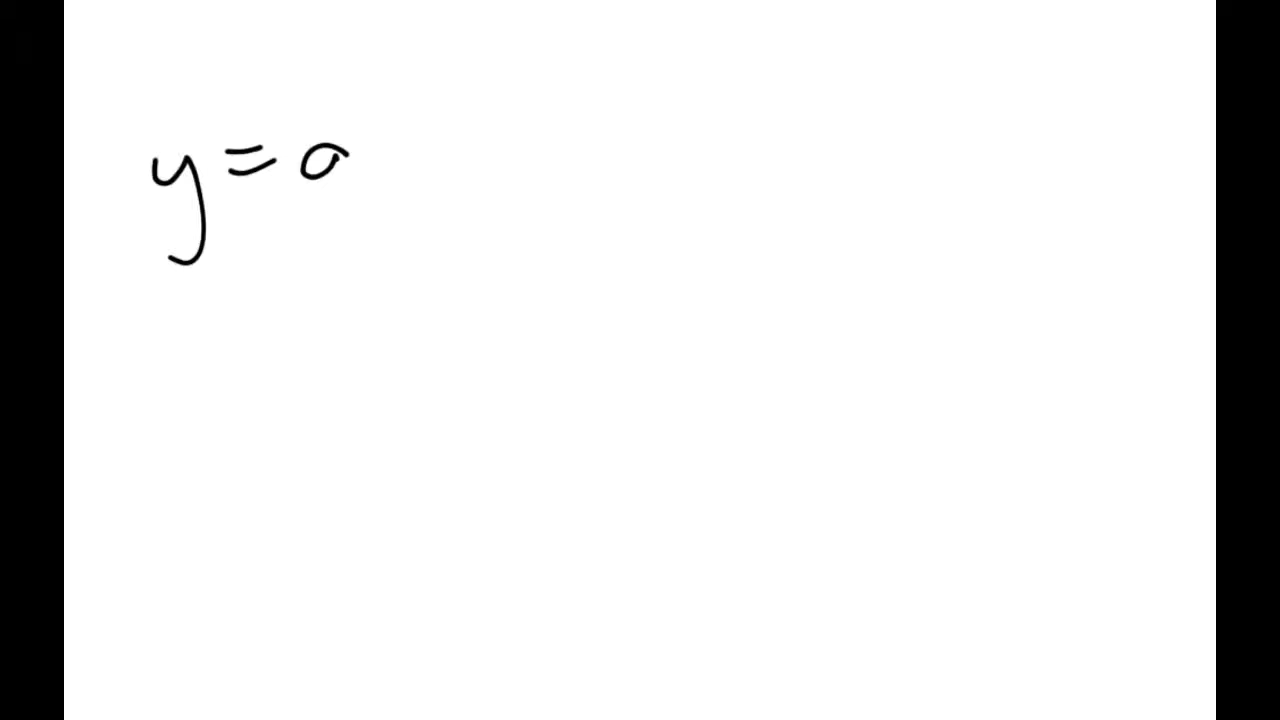 y = a